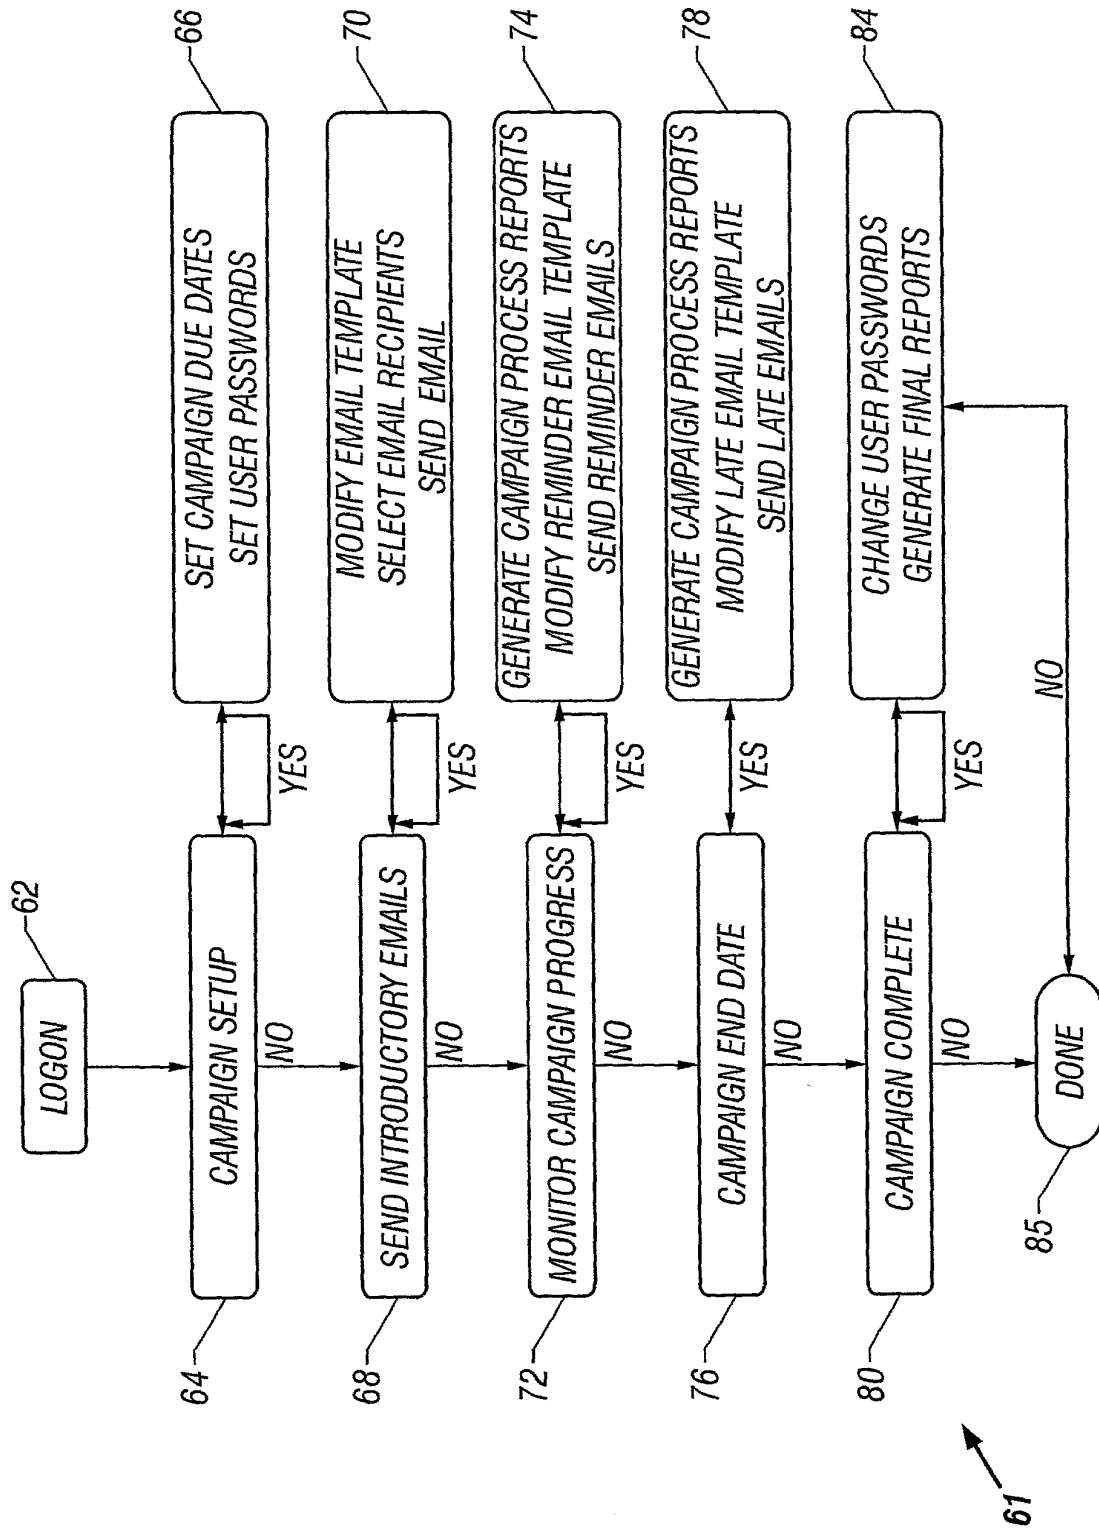 62
LOGON
64
CAMPAIGN SETUP
YES
SET CAMPAIGN DUE DATES
SET USER PASSWORDS
66
NO
68
SEND INTRODUCTORY EMAILS
YES
MODIFY EMAIL TEMPLATE
SELECT EMAIL RECIPIENTS
SEND EMAIL
70
NO
72
MONITOR CAMPAIGN PROGRESS
YES
GENERATE CAMPAIGN PROCESS REPORTS
MODIFY REMINDER EMAIL TEMPLATE
SEND REMINDER EMAILS
74
NO
76
CAMPAIGN END DATE
YES
GENERATE CAMPAIGN PROCESS REPORTS
MODIFY LATE EMAIL TEMPLATE
SEND LATE EMAILS
78
NO
80
CAMPAIGN COMPLETE
YES
CHANGE USER PASSWORDS
GENERATE FINAL REPORTS
84
NO
NO
85
DONE
61